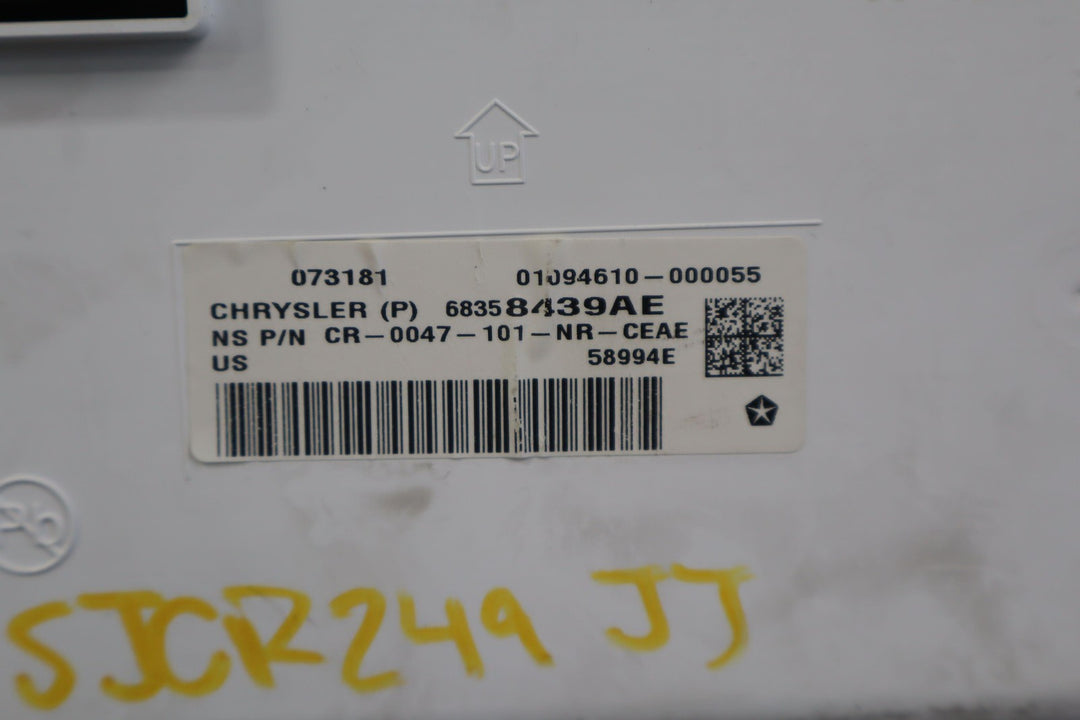 UP
073181 01094610-000055
CHRYSLER (P) 68358439AE
NS P/N CR-0047-101-NR-CEAE
US 58994E
SJCR249 JJ